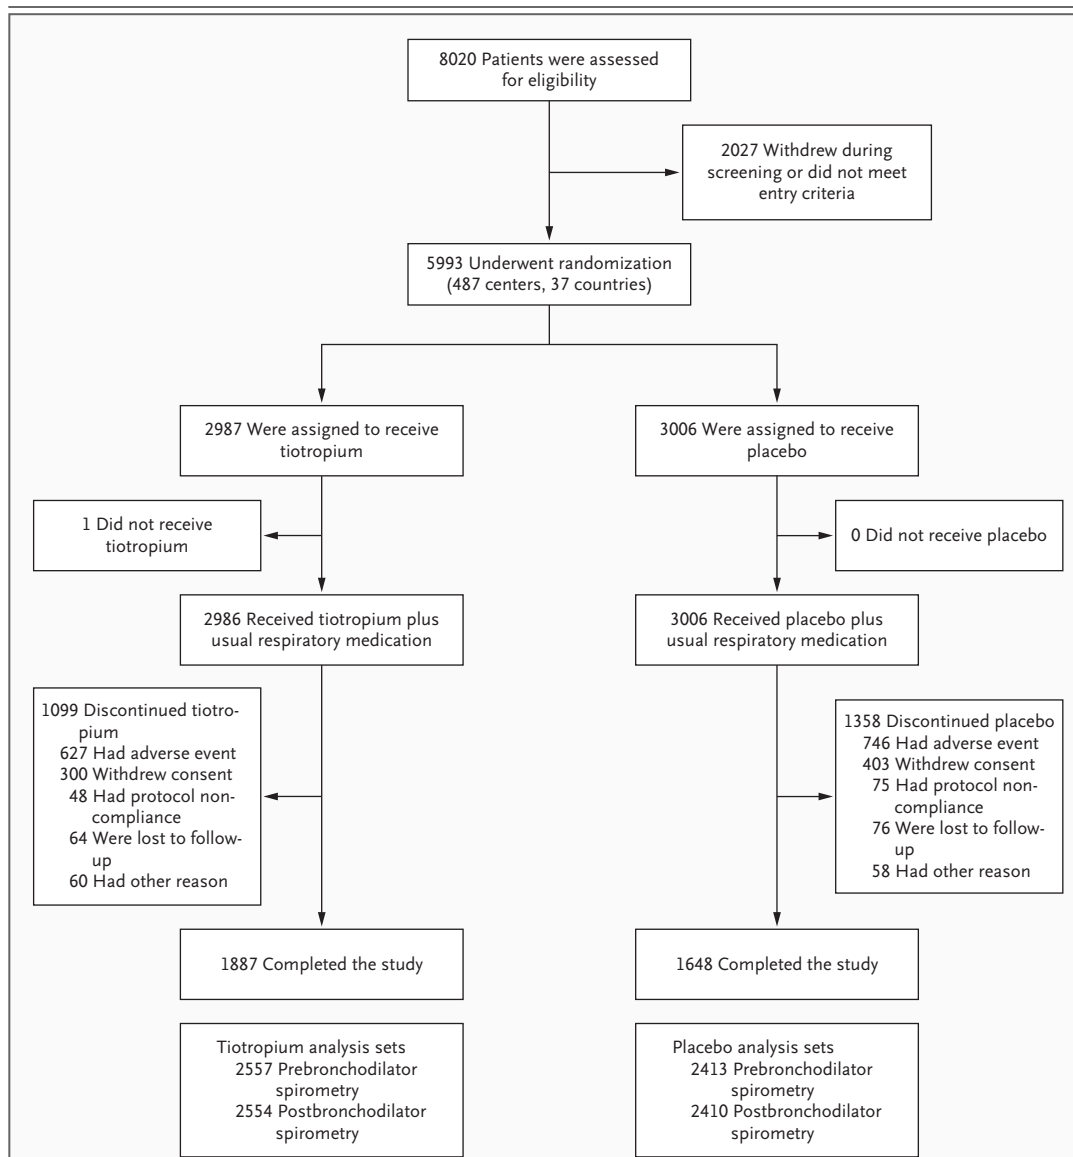 8020 Patients were assessed
for eligibility
2027 Withdrew during
screening or did not meet
entry criteria
5993 Underwent randomization
(487 centers, 37 countries)
2987 Were assigned to receive
tiotropium
3006 Were assigned to receive
placebo
1 Did not receive
tiotropium
0 Did not receive placebo
2986 Received tiotropium plus
usual respiratory medication
3006 Received placebo plus
usual respiratory medication
1099 Discontinued tiotro-
pium
627 Had adverse event
300 Withdrew consent
48 Had protocol non-
compliance
64 Were lost to follow-
up
60 Had other reason
1358 Discontinued placebo
746 Had adverse event
403 Withdrew consent
75 Had protocol non-
compliance
76 Were lost to follow-
up
58 Had other reason
1887 Completed the study
1648 Completed the study
Tiotropium analysis sets
2557 Prebronchodilator
spirometry
2554 Postbronchodilator
spirometry
Placebo analysis sets
2413 Prebronchodilator
spirometry
2410 Postbronchodilator
spirometry